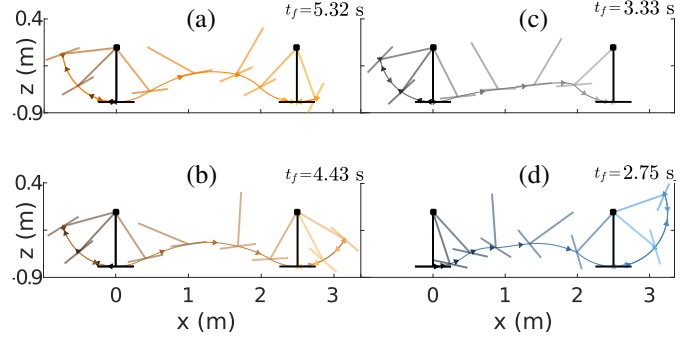 0.4 (a) t_f=5.32 s (c) t_f=3.33 s
z (m)
-0.9
0.4 (b) t_f=4.43 s (d) t_f=2.75 s
z (m)
-0.9
0 1 2 3 0 1 2 3
x (m) x (m)